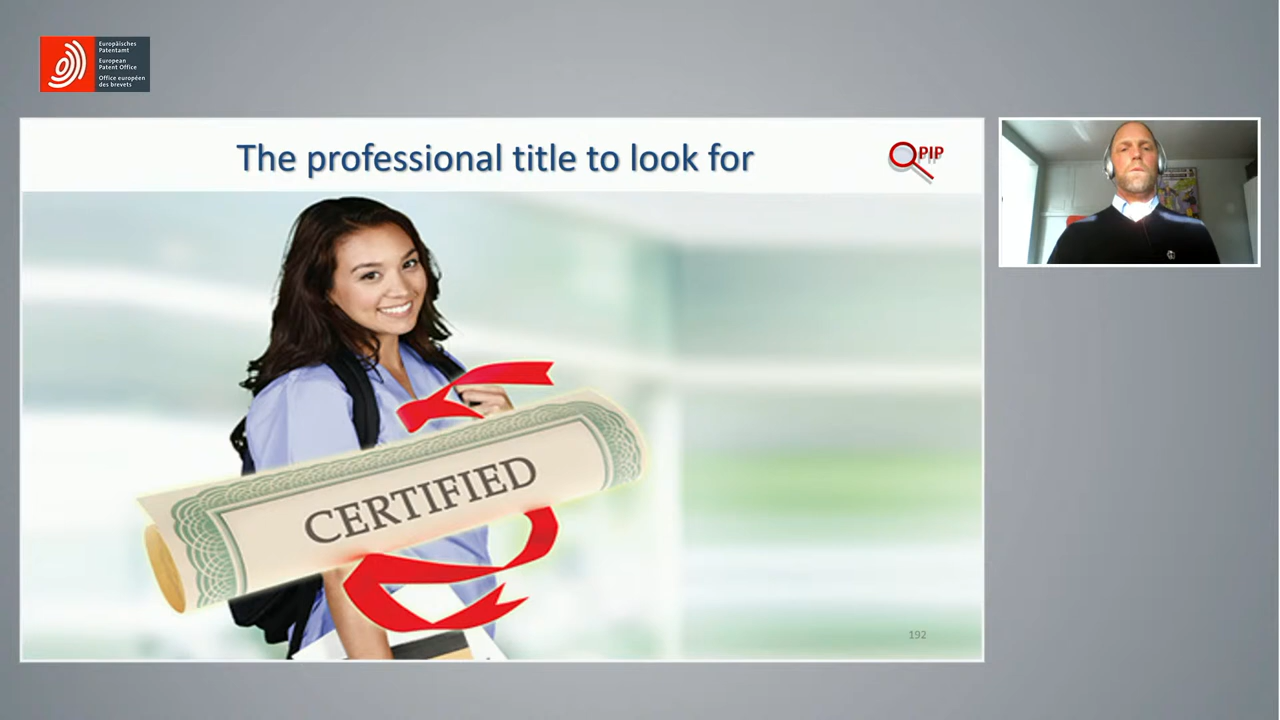 Europäisches
Patentamt
European
Patent Office
Office européen
des brevets
The professional title to look for
PIP
CERTIFIED
192